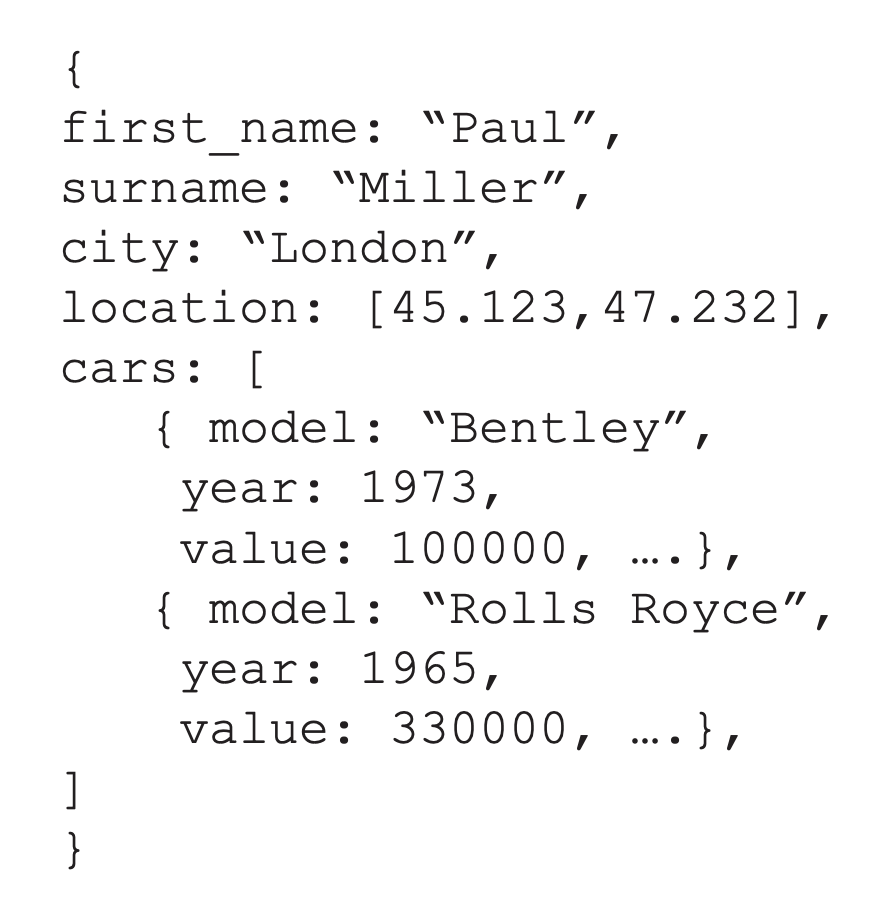 {
first_name: “Paul”,
surname: “Miller”,
city: “London”,
location: [45.123,47.232],
cars: [
{ model: “Bentley”,
year: 1973,
value: 100000, ….},
{ model: “Rolls Royce”,
year: 1965,
value: 330000, ….},
]
}